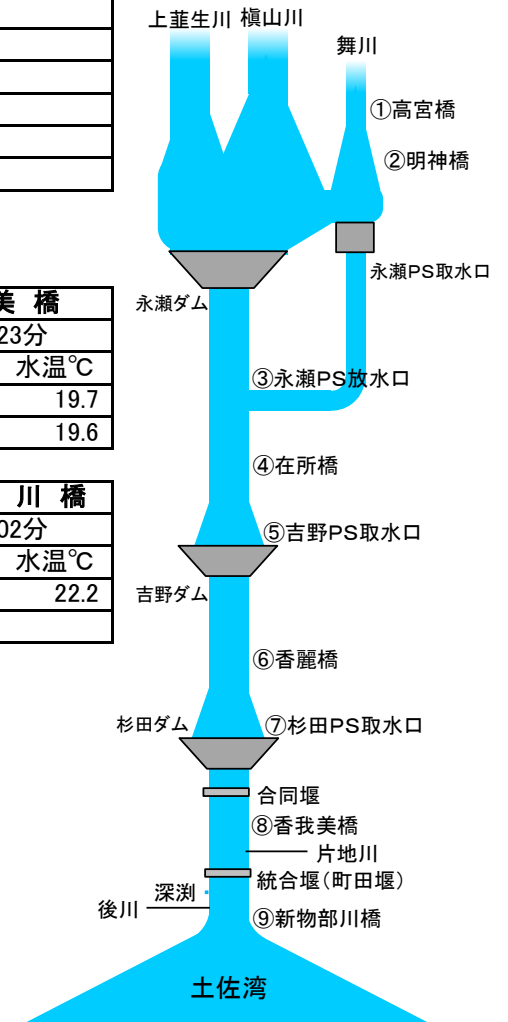 上韮生川
槇山川
舞川
①高宮橋
②明神橋
永瀬PS取水口
永瀬ダム
美 橋
23分
水温℃
19.7
19.6
③永瀬PS放水口
④在所橋
川 橋
02分
水温℃
22.2
⑤吉野PS取水口
吉野ダム
⑥香麗橋
杉田ダム
⑦杉田PS取水口
合同堰
⑧香我美橋
片地川
統合堰(町田堰)
深渕
後川
⑨新物部川橋
土佐湾